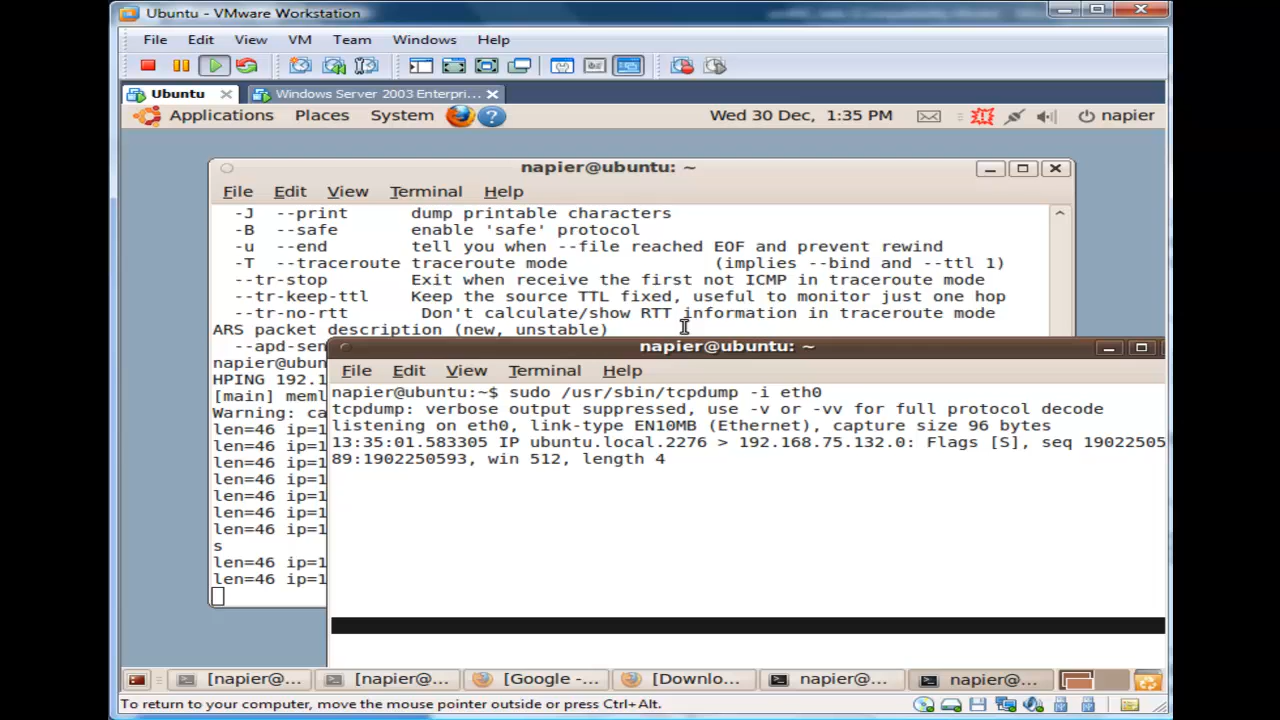 Ubuntu - VMware Workstation
File Edit View VM Team Windows Help
Ubuntu Windows Server 2003 Enterpri...
Applications Places System Wed 30 Dec, 1:35 PM napier
napier@ubuntu: ~
File Edit View Terminal Help
-J --print dump printable characters
-B --safe enable 'safe' protocol
-u --end tell you when --file reached EOF and prevent rewind
-T --traceroute traceroute mode (implies --bind and --ttl 1)
--tr-stop Exit when receive the first not ICMP in traceroute mode
--tr-keep-ttl Keep the source TTL fixed, useful to monitor just one hop
--tr-no-rtt Don't calculate/show RTT information in traceroute mode
ARS packet description (new, unstable)
--apd-sen
napier@ubun
HPING 192.1
[main] meml
Warning: ca
len=46 ip=1
len=46 ip=1
len=46 ip=1
len=46 ip=1
len=46 ip=1
len=46 ip=1
len=46 ip=1
s
len=46 ip=1
len=46 ip=1
napier@ubuntu: ~
File Edit View Terminal Help
napier@ubuntu:~$ sudo /usr/sbin/tcpdump -i eth0
tcpdump: verbose output suppressed, use -v or -vv for full protocol decode
listening on eth0, link-type EN10MB (Ethernet), capture size 96 bytes
13:35:01.583305 IP ubuntu.local.2276 > 192.168.75.132.0: Flags [S], seq 19022505
89:1902250593, win 512, length 4
[napier@... [napier@... [Google -... [Downlo... napier@... napier@...
To return to your computer, move the mouse pointer outside or press Ctrl+Alt.